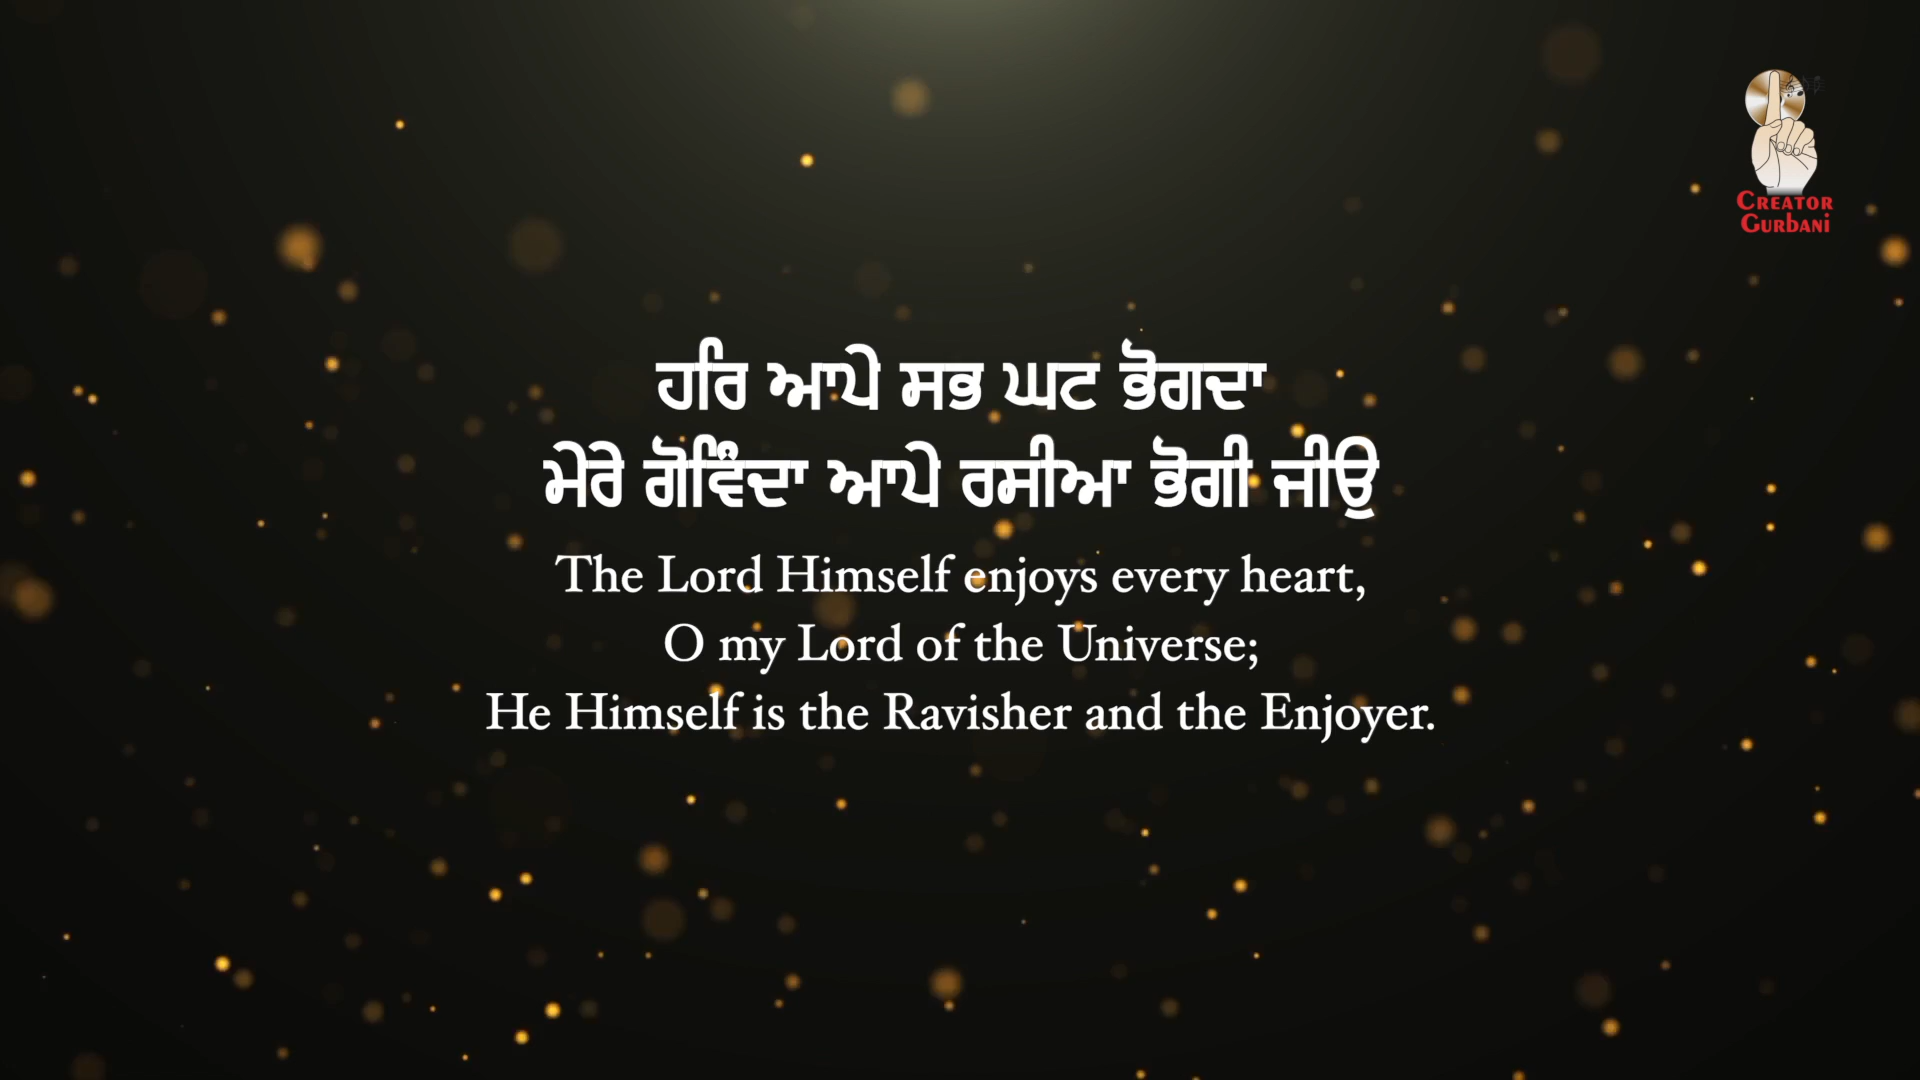 CREATOR
GURBANI
ਹਰਿ ਆਪੇ ਸਭ ਘਟ ਭੋਗਦਾ
ਮੇਰੇ ਗੋਵਿੰਦਾ ਆਪੇ ਰਸੀਆ ਭੋਗੀ ਜੀਉ
The Lord Himself enjoys every heart,
O my Lord of the Universe;
He Himself is the Ravisher and the Enjoyer.